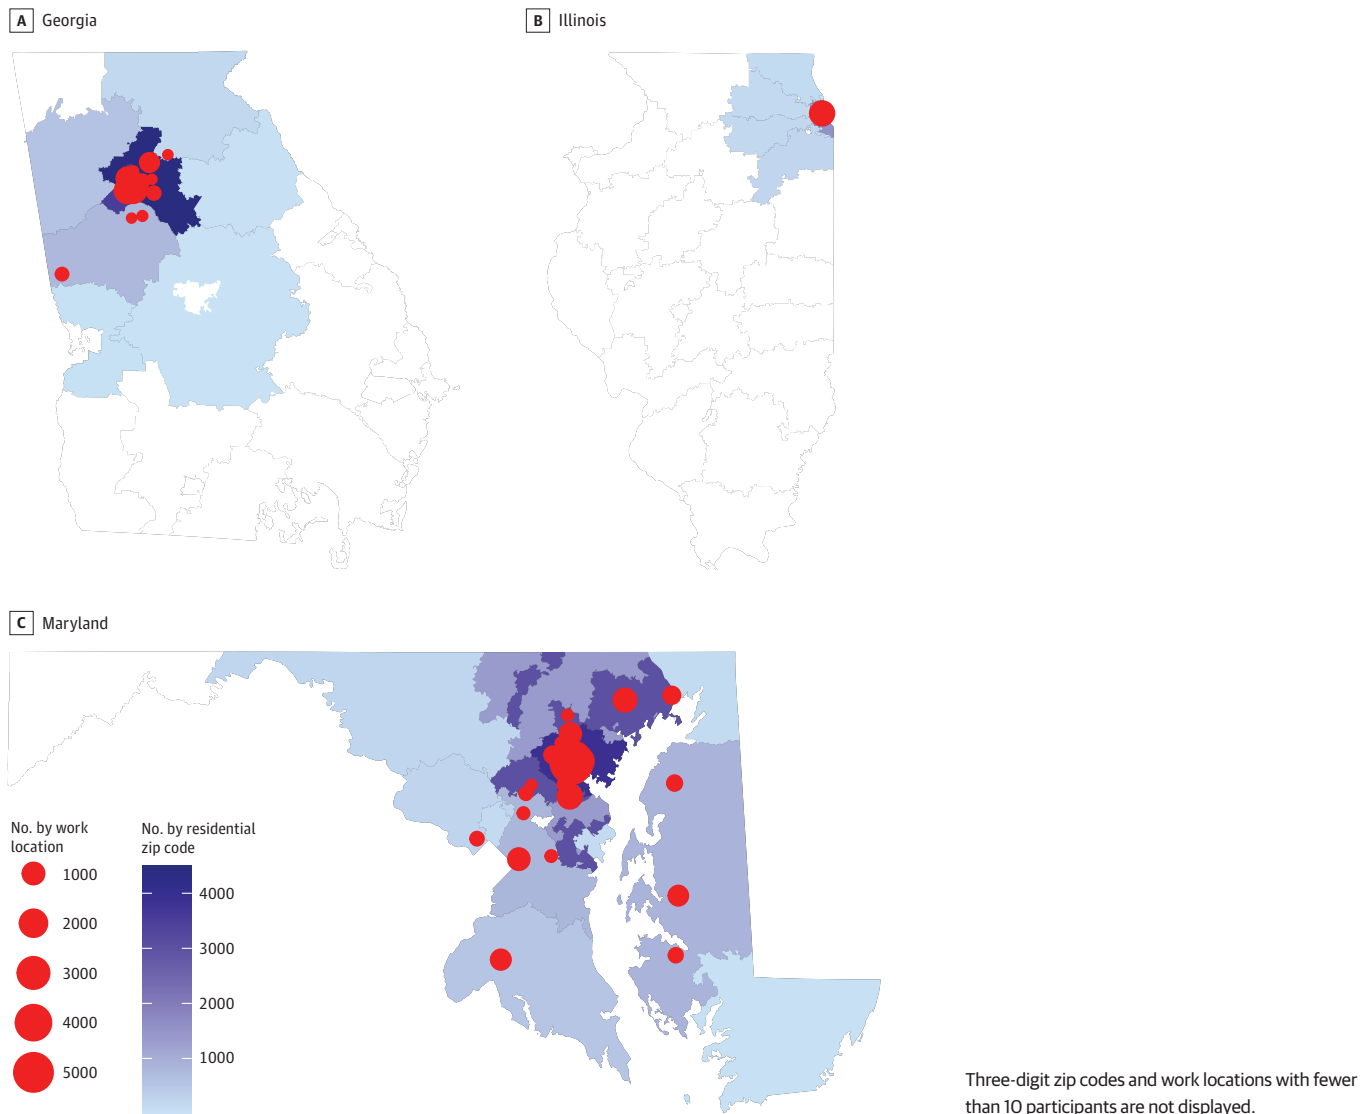 A Georgia
B Illinois
C Maryland
No. by work
location
1000
2000
3000
4000
5000
No. by residential
zip code
4000
3000
2000
1000
Three-digit zip codes and work locations with fewer
than 10 participants are not displayed.